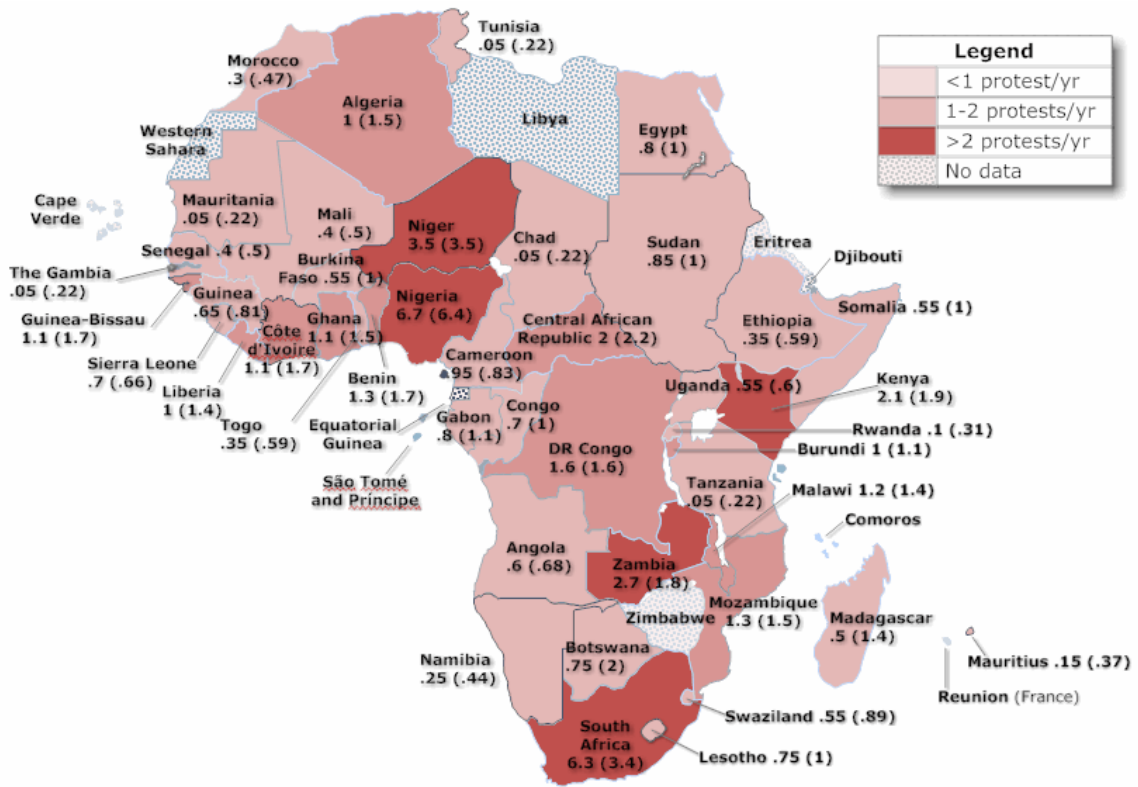 Tunisia
.05 (.22)
Legend
<1 protest/yr
1-2 protests/yr
>2 protests/yr
No data
Morocco
.3 (.47)
Algeria
1 (1.5)
Libya
Egypt
.8 (1)
Western
Sahara
Cape
Verde
Mauritania
.05 (.22)
Mali
.4 (.5)
Niger
3.5 (3.5)
Chad
.05 (.22)
Sudan
.85 (1)
Eritrea
Djibouti
Senegal .4 (.5)
The Gambia
.05 (.22)
Burkina
Faso .55 (1)
Guinea
.65 (.81)
Guinea-Bissau
1.1 (1.7)
Nigeria
6.7 (6.4)
Somalia .55 (1)
Ethiopia
.35 (.59)
Ghana
1.1 (1.5)
Côte
d'Ivoire
1.1 (1.7)
Central African
Republic 2 (2.2)
Sierra Leone
.7 (.66)
Liberia
1 (1.4)
Togo
.35 (.59)
Benin
1.3 (1.7)
Cameroon
.95 (.83)
Equatorial
Guinea
Gabon
.8 (1.1)
Congo
.7 (1)
Uganda .55 (.6)
Kenya
2.1 (1.9)
Rwanda .1 (.31)
Burundi 1 (1.1)
DR Congo
1.6 (1.6)
São Tomé
and Príncipe
Tanzania
.05 (.22)
Malawi 1.2 (1.4)
Comoros
Angola
.6 (.68)
Zambia
2.7 (1.8)
Zimbabwe
Mozambique
1.3 (1.5)
Madagascar
.5 (1.4)
Mauritius .15 (.37)
Reunion (France)
Namibia
.25 (.44)
Botswana
.75 (2)
Swaziland .55 (.89)
South
Africa
6.3 (3.4)
Lesotho .75 (1)